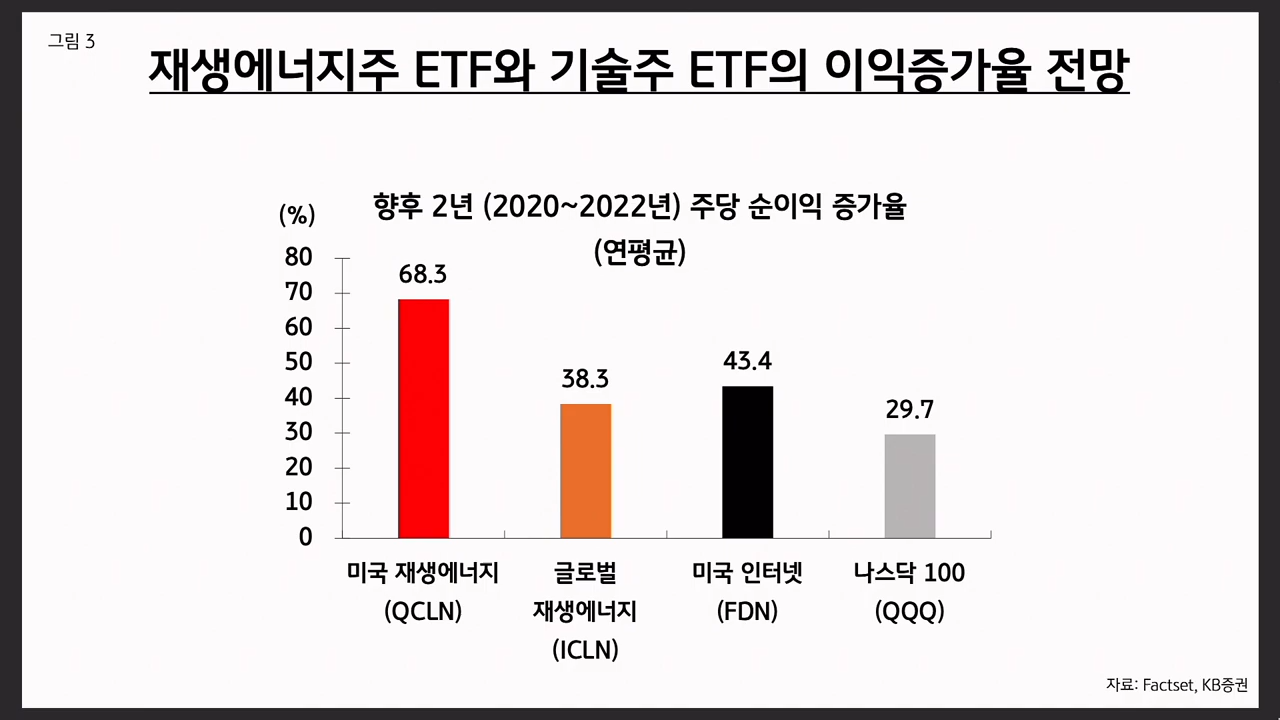 그림 3
재생에너지주 ETF와 기술주 ETF의 이익증가율 전망
(%)
향후 2년 (2020~2022년) 주당 순이익 증가율
(연평균)
80
70
60
50
40
30
20
10
0
68.3
38.3
43.4
29.7
미국 재생에너지
(QCLN)
글로벌
재생에너지
(ICLN)
미국 인터넷
(FDN)
나스닥 100
(QQQ)
자료: Factset, KB증권